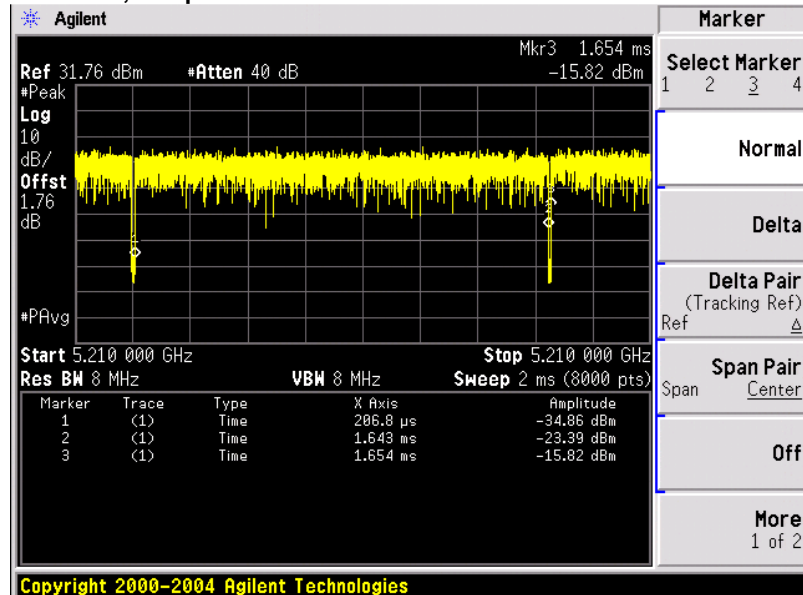 Agilent
Marker
Mkr3 1.654 ms
Ref 31.76 dBm #Atten 40 dB -15.82 dBm
#Peak
Log
10
dB/
Offst
1.76
dB
#PAvg
Start 5.210 000 GHz Stop 5.210 000 GHz
Res BW 8 MHz VBW 8 MHz Sweep 2 ms (8000 pts)
Marker Trace Type X Axis Amplitude
1 (1) Time 206.8 µs -34.86 dBm
2 (1) Time 1.643 ms -23.39 dBm
3 (1) Time 1.654 ms -15.82 dBm
Select Marker
1 2 3 4
Normal
Delta
Delta Pair
(Tracking Ref)
Ref Δ
Span Pair
Span Center
Off
More
1 of 2
Copyright 2000-2004 Agilent Technologies